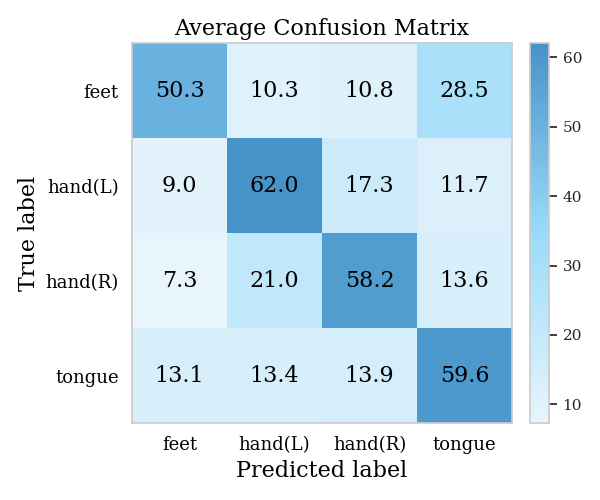 Average Confusion Matrix
True label
feet 50.3 10.3 10.8 28.5
hand(L) 9.0 62.0 17.3 11.7
hand(R) 7.3 21.0 58.2 13.6
tongue 13.1 13.4 13.9 59.6
feet hand(L) hand(R) tongue
Predicted label
60
50
40
30
20
10